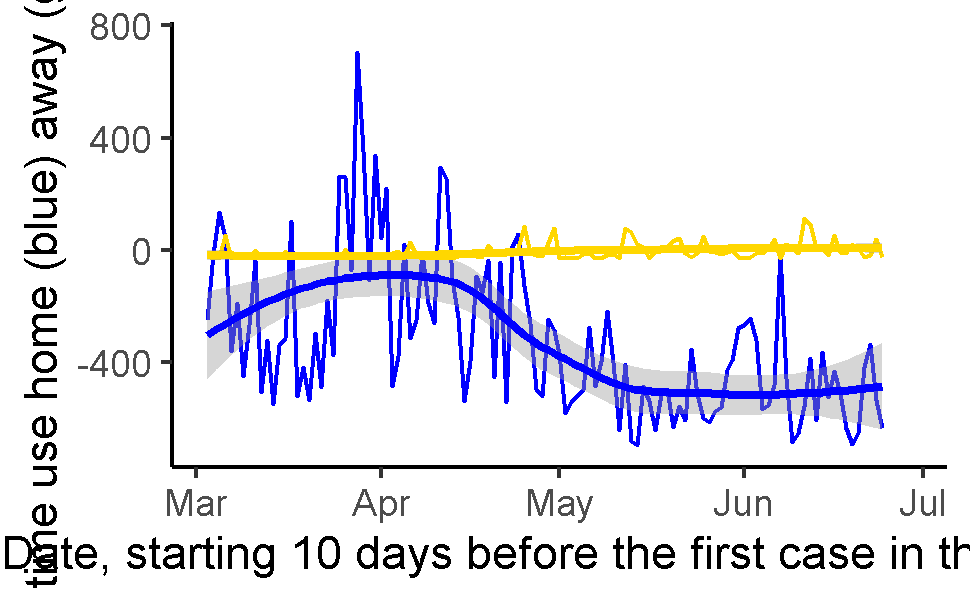 time use home (blue) away (
800
400
0
-400
Mar Apr May Jun Jul
Date, starting 10 days before the first case in th